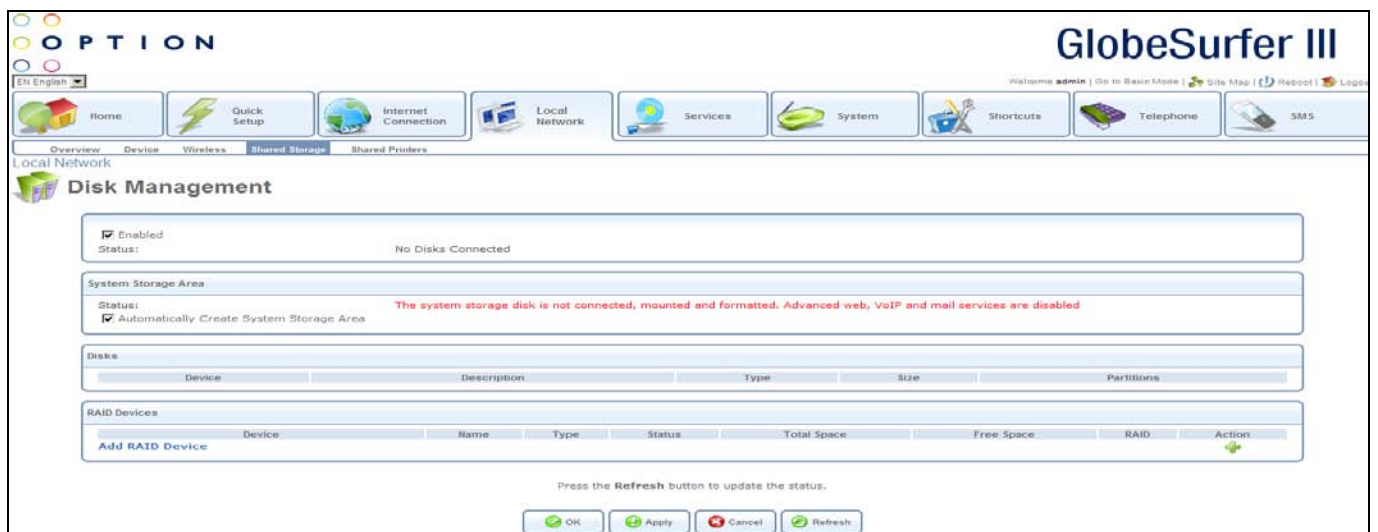 OPTION
GlobeSurfer III
EN English
Welcome admin | Go to Basic Mode | Site Map | Reboot | Logou
Home
Quick Setup
Internet Connection
Local Network
Services
System
Shortcuts
Telephone
SMS
Overview Device Wireless Shared Storage Shared Printers
Local Network
Disk Management
Enabled
Status: No Disks Connected
System Storage Area
Status: The system storage disk is not connected, mounted and formatted. Advanced web, VoIP and mail services are disabled
Automatically Create System Storage Area
Disks
Device Description Type Size Partitions
RAID Devices
Device Name Type Status Total Space Free Space RAID Action
Add RAID Device
Press the Refresh button to update the status.
OK Apply Cancel Refresh